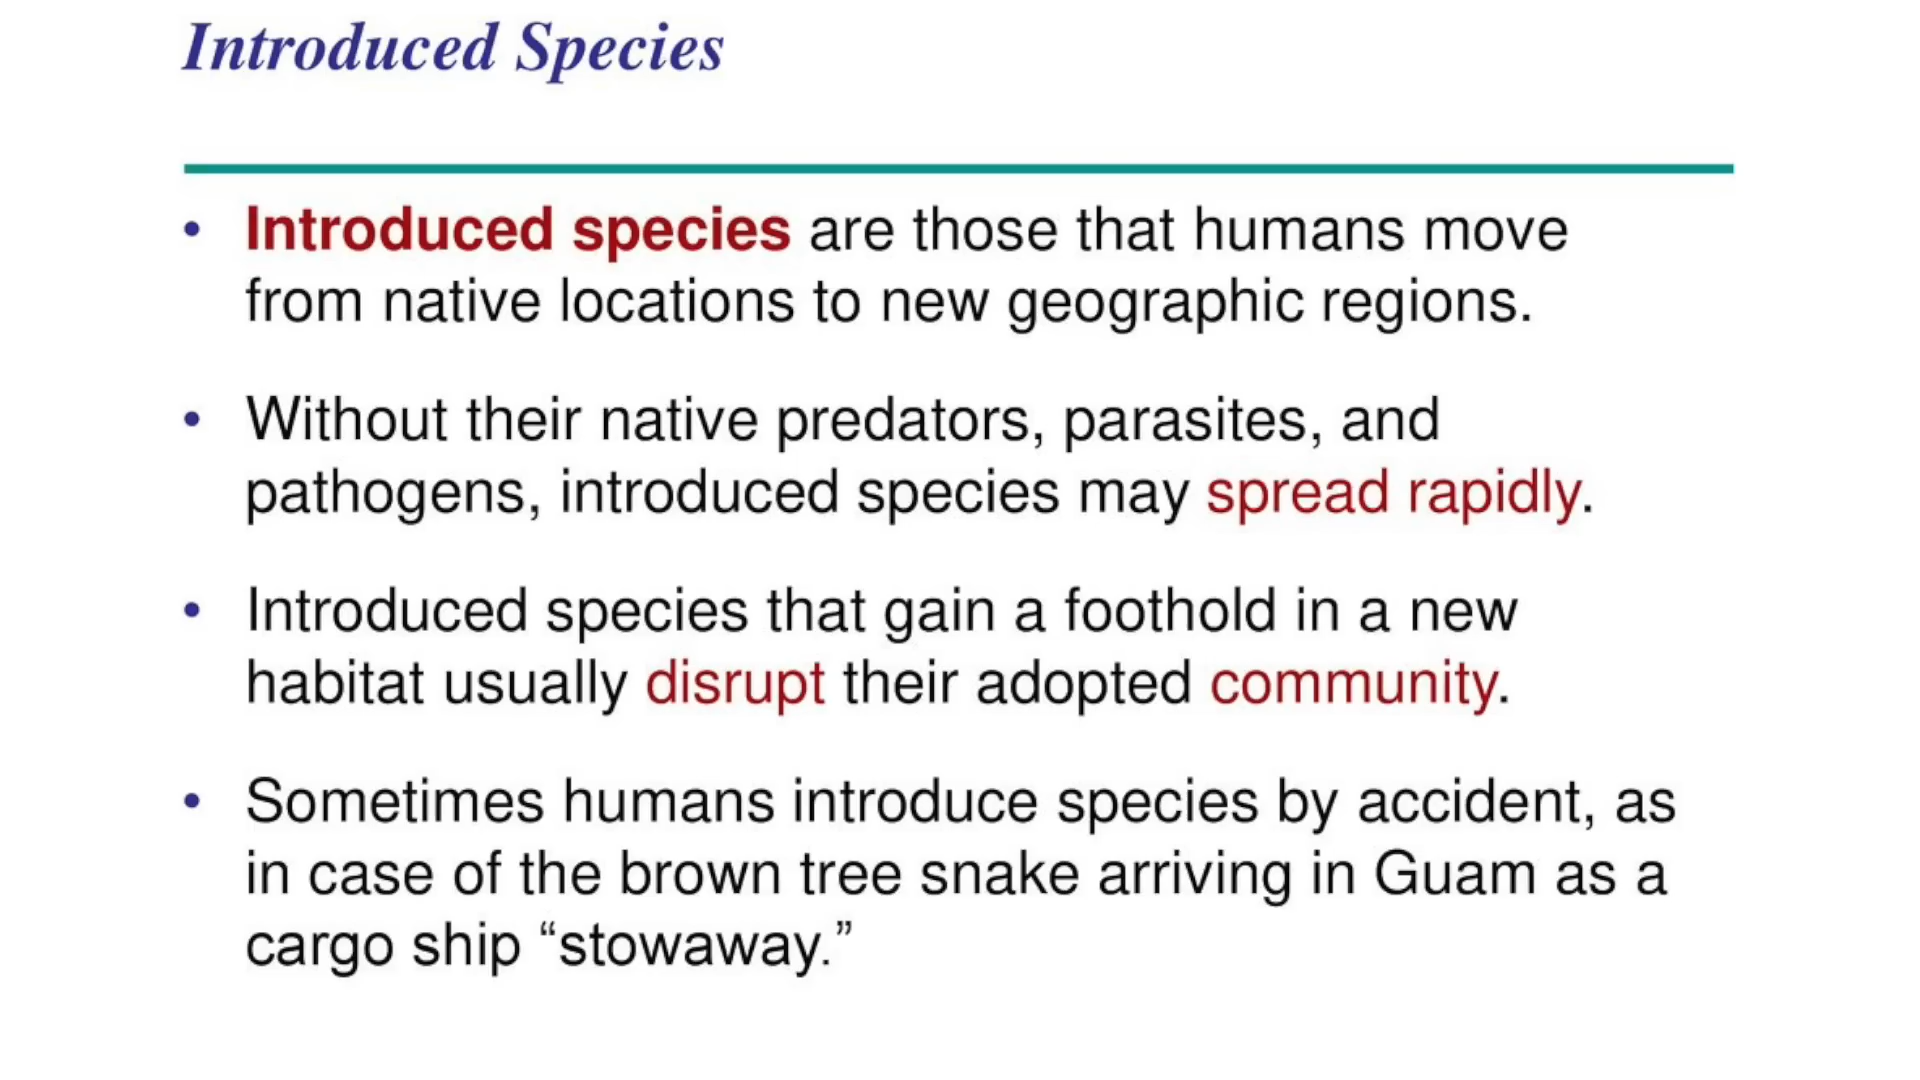 Introduced Species
• Introduced species are those that humans move
from native locations to new geographic regions.
• Without their native predators, parasites, and
pathogens, introduced species may spread rapidly.
• Introduced species that gain a foothold in a new
habitat usually disrupt their adopted community.
• Sometimes humans introduce species by accident, as
in case of the brown tree snake arriving in Guam as a
cargo ship “stowaway.”